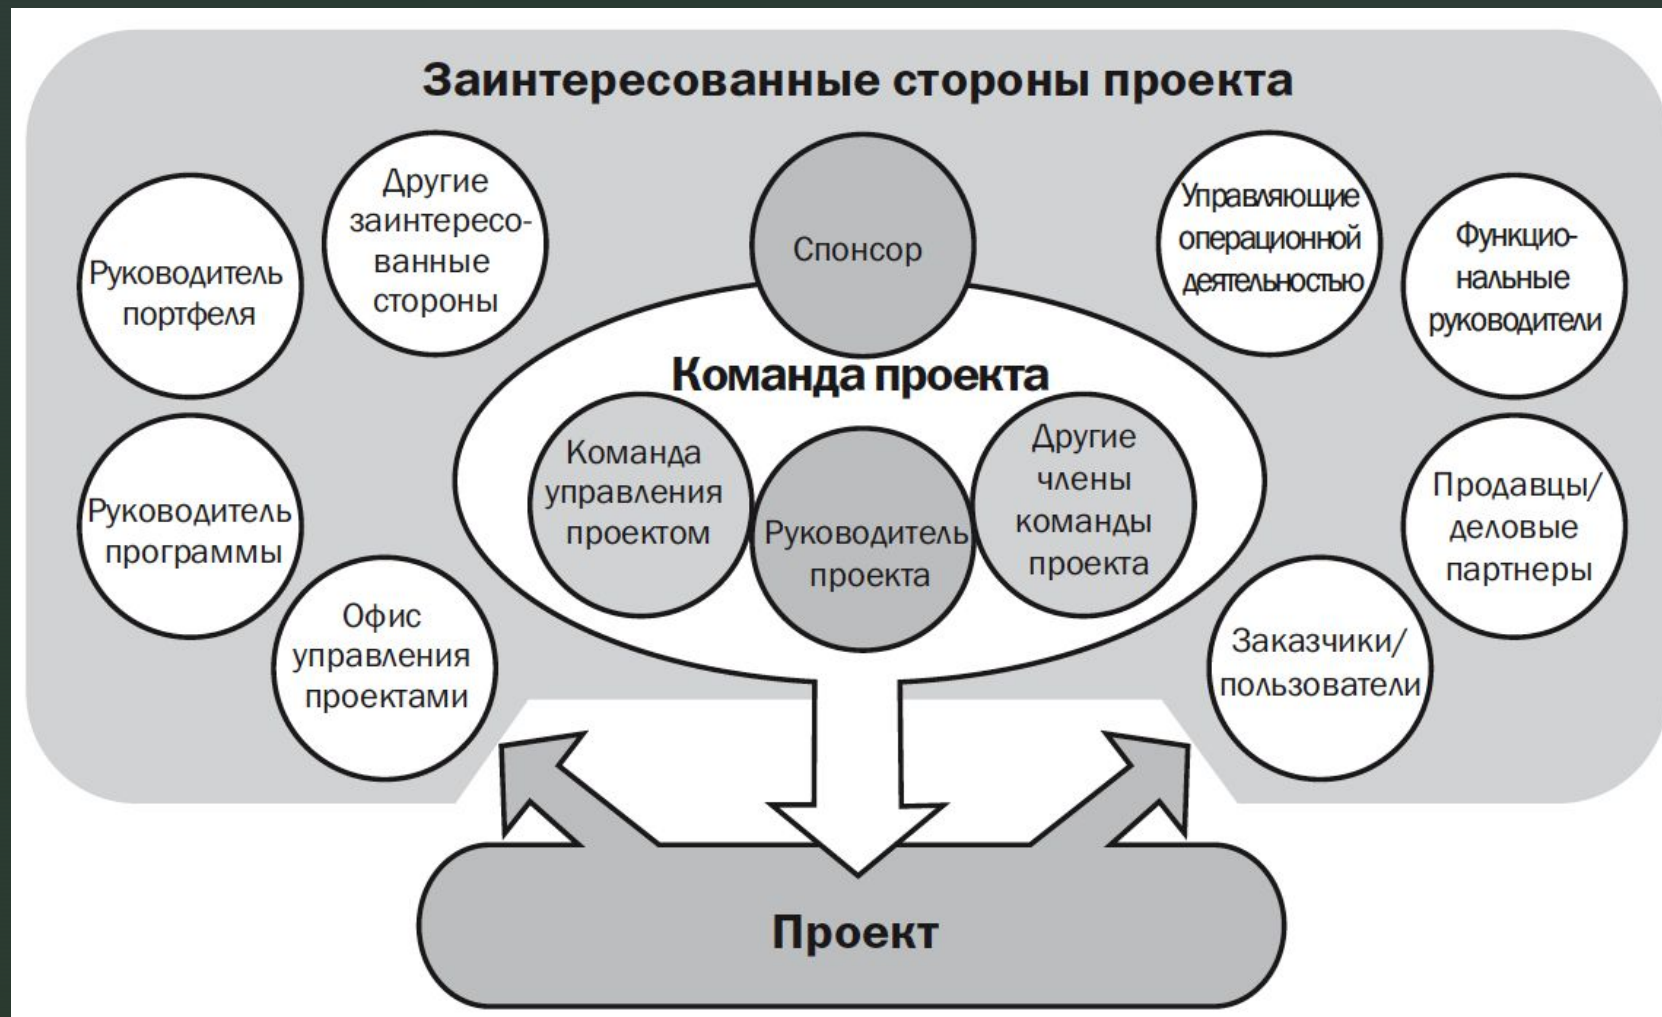 Заинтересованные стороны проекта
Руководитель
портфеля
Другие
заинтересо-
ванные
стороны
Спонсор
Управляющие
операционной
деятельностью
Функцио-
нальные
руководители
Команда проекта
Руководитель
программы
Команда
управления
проектом
Руководитель
проекта
Другие
члены
команды
проекта
Продавцы/
деловые
партнеры
Офис
управления
проектами
Заказчики/
пользователи
Проект